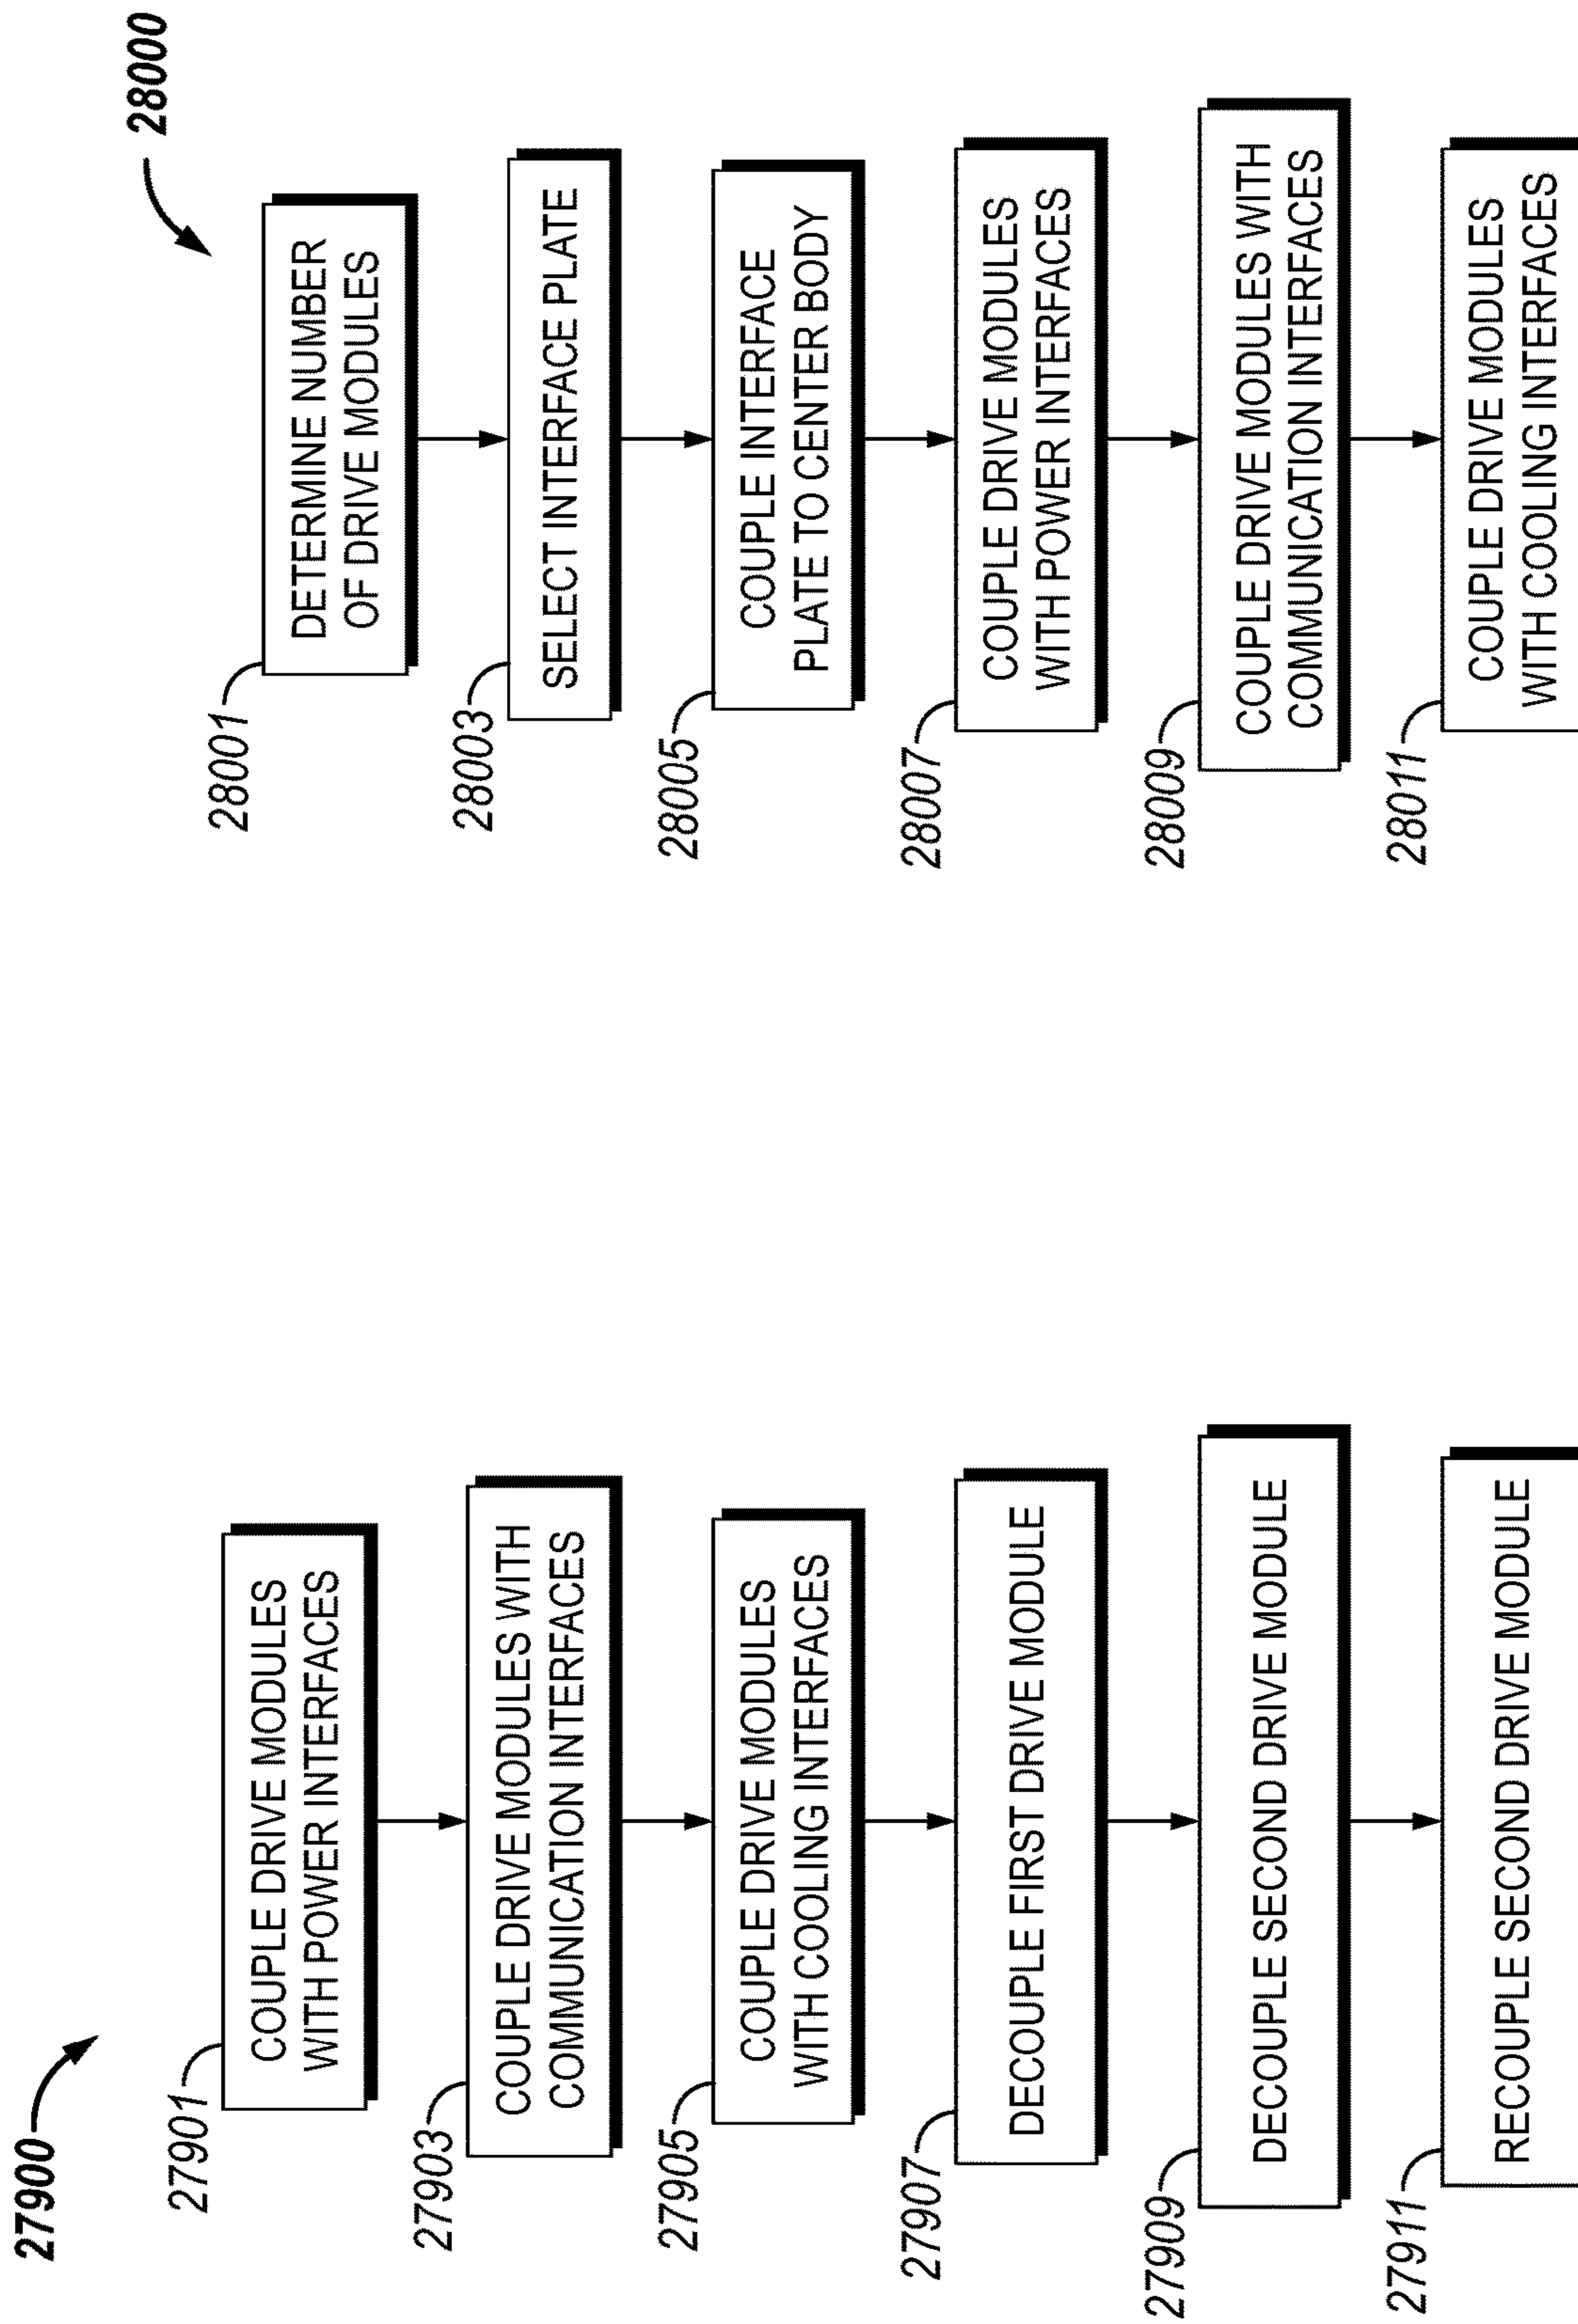 27900
27901
COUPLE DRIVE MODULES
WITH POWER INTERFACES
27903
COUPLE DRIVE MODULES WITH
COMMUNICATION INTERFACES
27905
COUPLE DRIVE MODULES
WITH COOLING INTERFACES
27907
DECOUPLE FIRST DRIVE MODULE
27909
DECOUPLE SECOND DRIVE MODULE
27911
RECOUPLE SECOND DRIVE MODULE
28000
28001
DETERMINE NUMBER
OF DRIVE MODULES
28003
SELECT INTERFACE PLATE
28005
COUPLE INTERFACE
PLATE TO CENTER BODY
28007
COUPLE DRIVE MODULES
WITH POWER INTERFACES
28009
COUPLE DRIVE MODULES WITH
COMMUNICATION INTERFACES
28011
COUPLE DRIVE MODULES
WITH COOLING INTERFACES